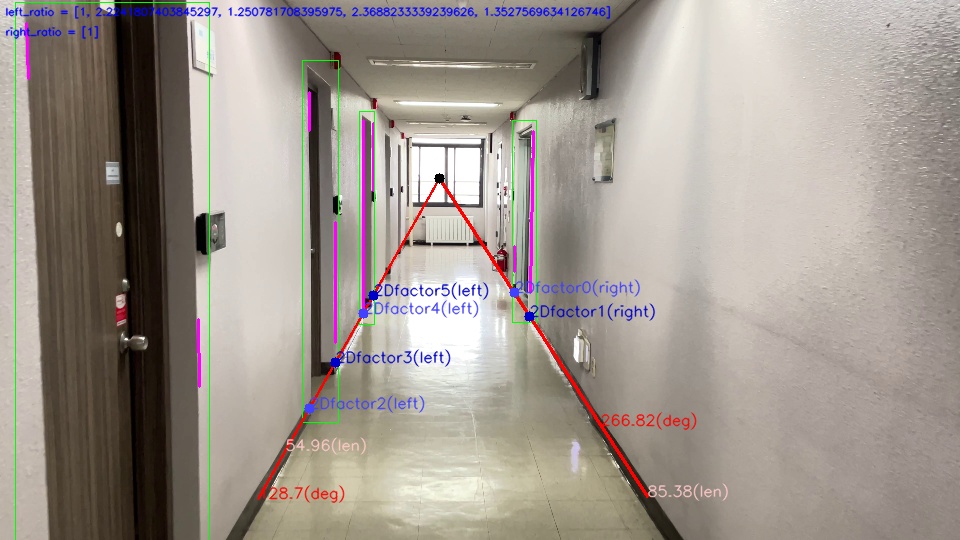 left_ratio = [1, 2.2241807403845297, 1.250781708395975, 2.3688233339239626, 1.3527569634126746]
right_ratio = [1]
2Dfactor0(right)
2Dfactor5(left)
2Dfactor4(left)
2Dfactor1(right)
2Dfactor3(left)
2Dfactor2(left)
266.82(deg)
54.96(len)
28.7(deg)
85.38(len)